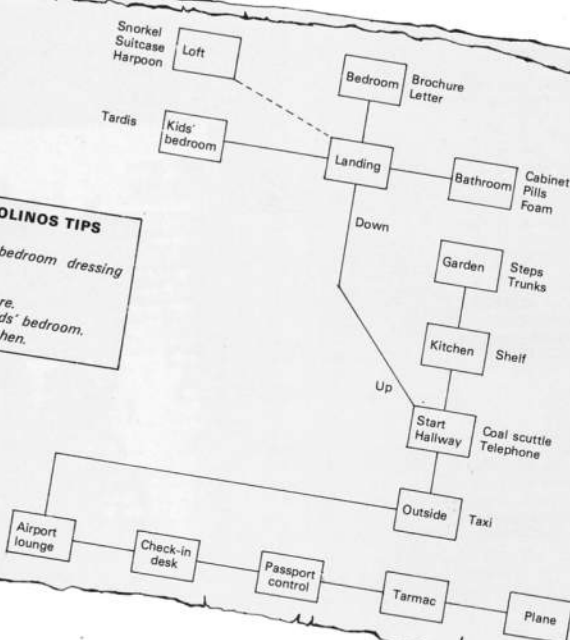 Snorkel
Suitcase
Harpoon
Loft
Bedroom
Brochure
Letter
Tardis
Kids'
bedroom
Landing
Bathroom
Cabinet
Pills
Foam
Down
OLINOS TIPS
bedroom dressing
re.
ds' bedroom.
hen.
Garden
Steps
Trunks
Kitchen
Shelf
Up
Start
Hallway
Coal scuttle
Telephone
Outside
Taxi
Airport
lounge
Check-in
desk
Passport
control
Tarmac
Plane